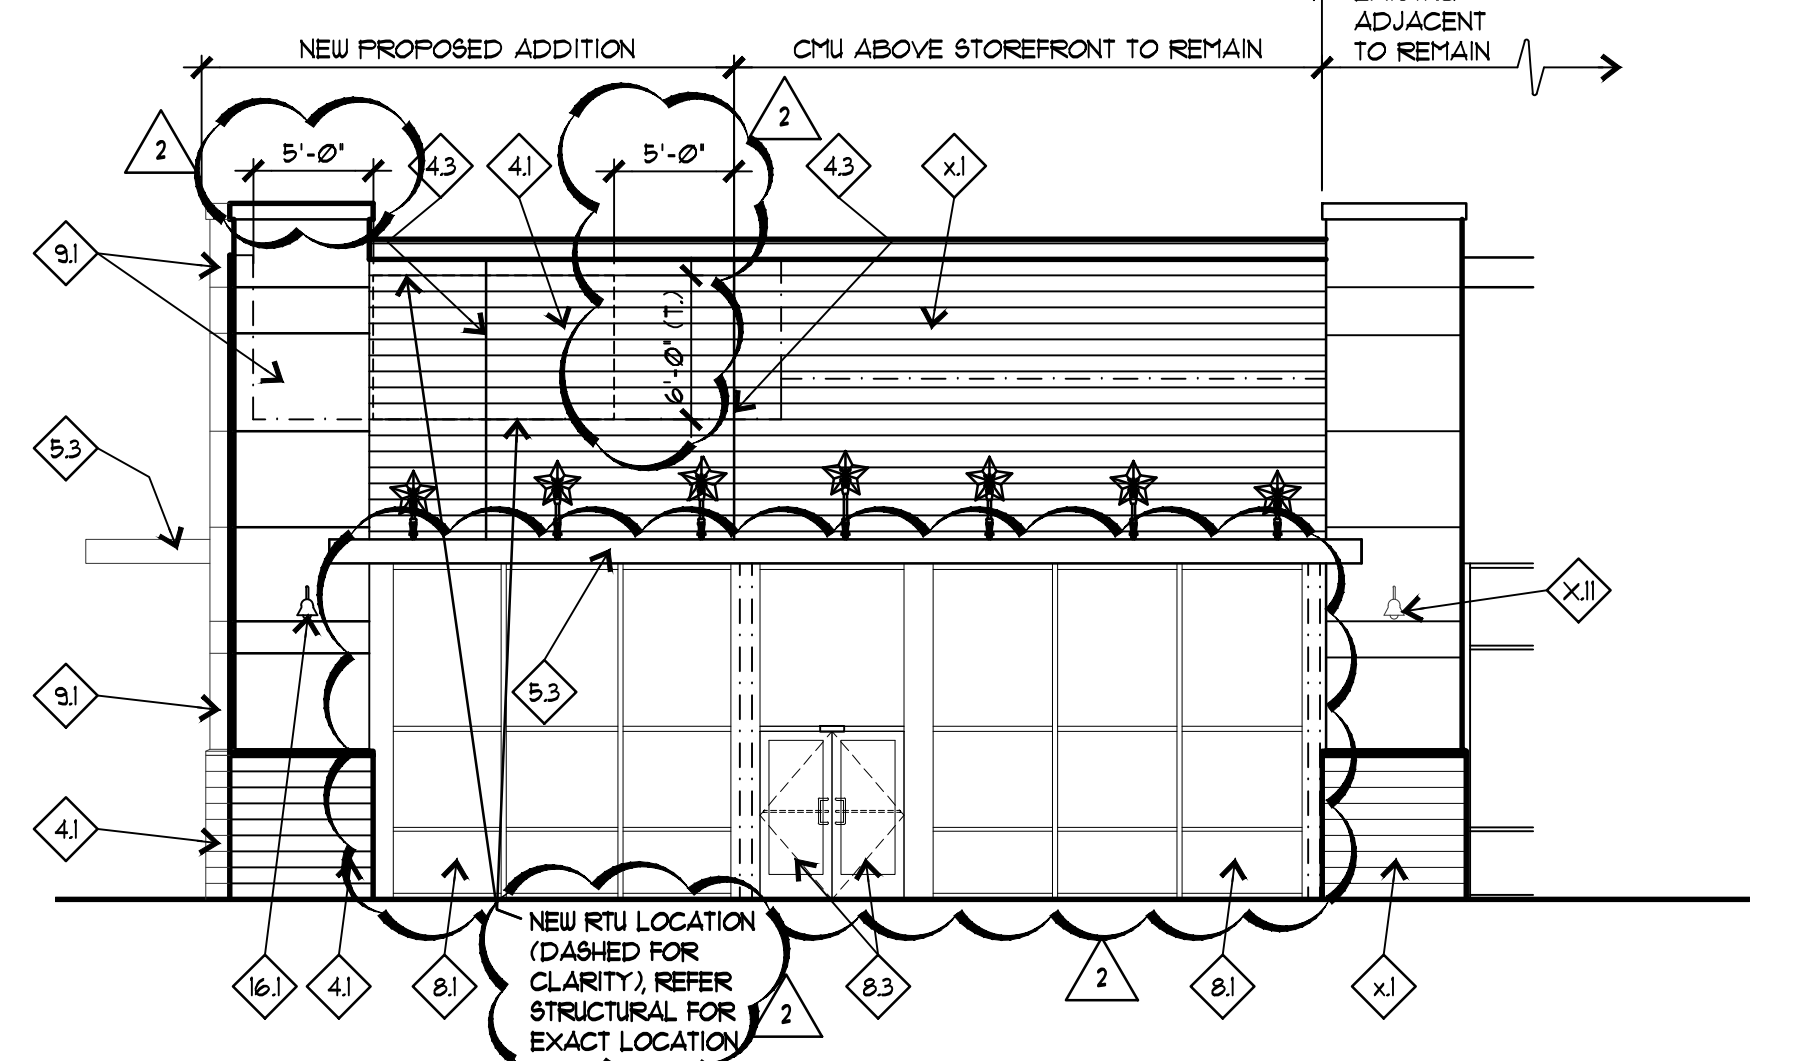 ADJACENT
TO REMAIN
NEW PROPOSED ADDITION
CMU ABOVE STOREFRONT TO REMAIN
2
5'-0"
4.3
4.1
5'-0"
2
4.3
x.1
9.1
6'-0" (T.)
5.3
X.11
5.3
9.1
4.1
16.1
4.1
8.1
NEW RTU LOCATION
(DASHED FOR
CLARITY), REFER
STRUCTURAL FOR
EXACT LOCATION
2
8.3
2
8.1
x.1